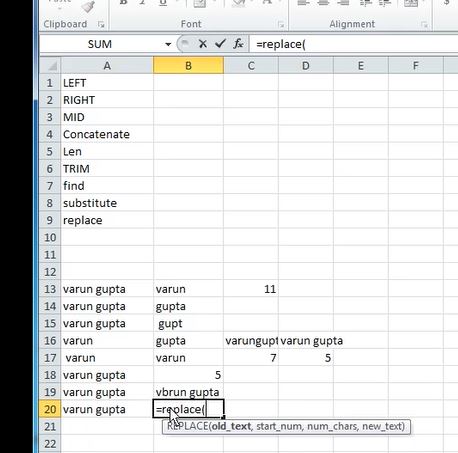 Paste
B I U
Clipboard Font Alignment
SUM fx =replace(
A B C D E F
1 LEFT
2 RIGHT
3 MID
4 Concatenate
5 Len
6 TRIM
7 find
8 substitute
9 replace
10
11
12
13 varun gupta varun 11
14 varun gupta gupta
15 varun gupta gupt
16 varun gupta varungupt varun gupta
17 varun varun 7 5
18 varun gupta 5
19 varun gupta vbrun gupta
20 varun gupta =replace(
21 REPLACE(old_text, start_num, num_chars, new_text)
22